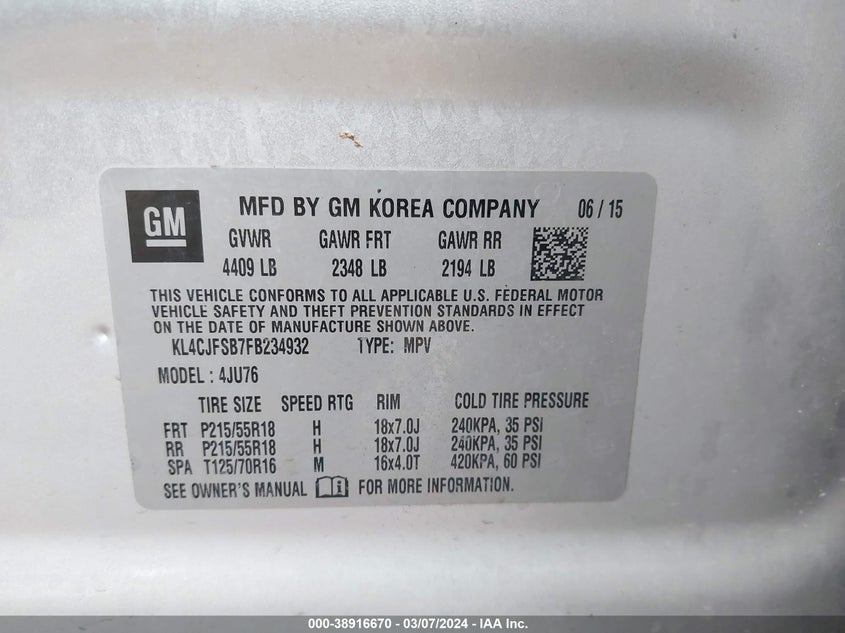 GM
MFD BY GM KOREA COMPANY 06 / 15
GVWR GAWR FRT GAWR RR
4409 LB 2348 LB 2194 LB
THIS VEHICLE CONFORMS TO ALL APPLICABLE U.S. FEDERAL MOTOR
VEHICLE SAFETY AND THEFT PREVENTION STANDARDS IN EFFECT
ON THE DATE OF MANUFACTURE SHOWN ABOVE.
KL4CJFSB7FB234932 TYPE: MPV
MODEL : 4JU76
TIRE SIZE SPEED RTG RIM COLD TIRE PRESSURE
FRT P215/55R18 H 18x7.0J 240KPA, 35 PSI
RR P215/55R18 H 18x7.0J 240KPA, 35 PSI
SPA T125/70R16 M 16x4.0T 420KPA, 60 PSI
SEE OWNER'S MANUAL FOR MORE INFORMATION.
000-38916670 - 03/07/2024 - IAA Inc.